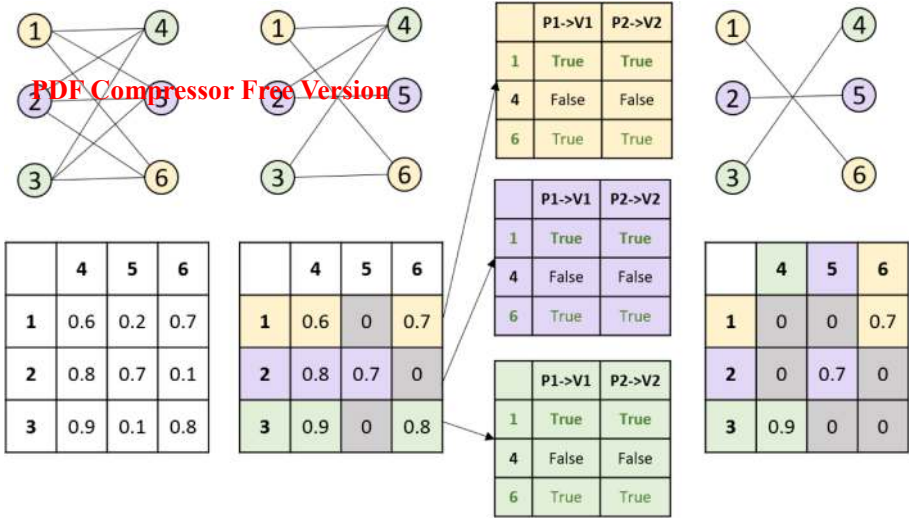 1 4
2 5
3 6
PDF Compressor Free Version
1 4
2 5
3 6
P1->V1 P2->V2
1 True True
4 False False
6 True True
1 4
2 5
3 6
P1->V1 P2->V2
1 True True
4 False False
6 True True
4 5 6
1 0.6 0.2 0.7
2 0.8 0.7 0.1
3 0.9 0.1 0.8
4 5 6
1 0.6 0 0.7
2 0.8 0.7 0
3 0.9 0 0.8
P1->V1 P2->V2
1 True True
4 False False
6 True True
4 5 6
1 0 0 0.7
2 0 0.7 0
3 0.9 0 0